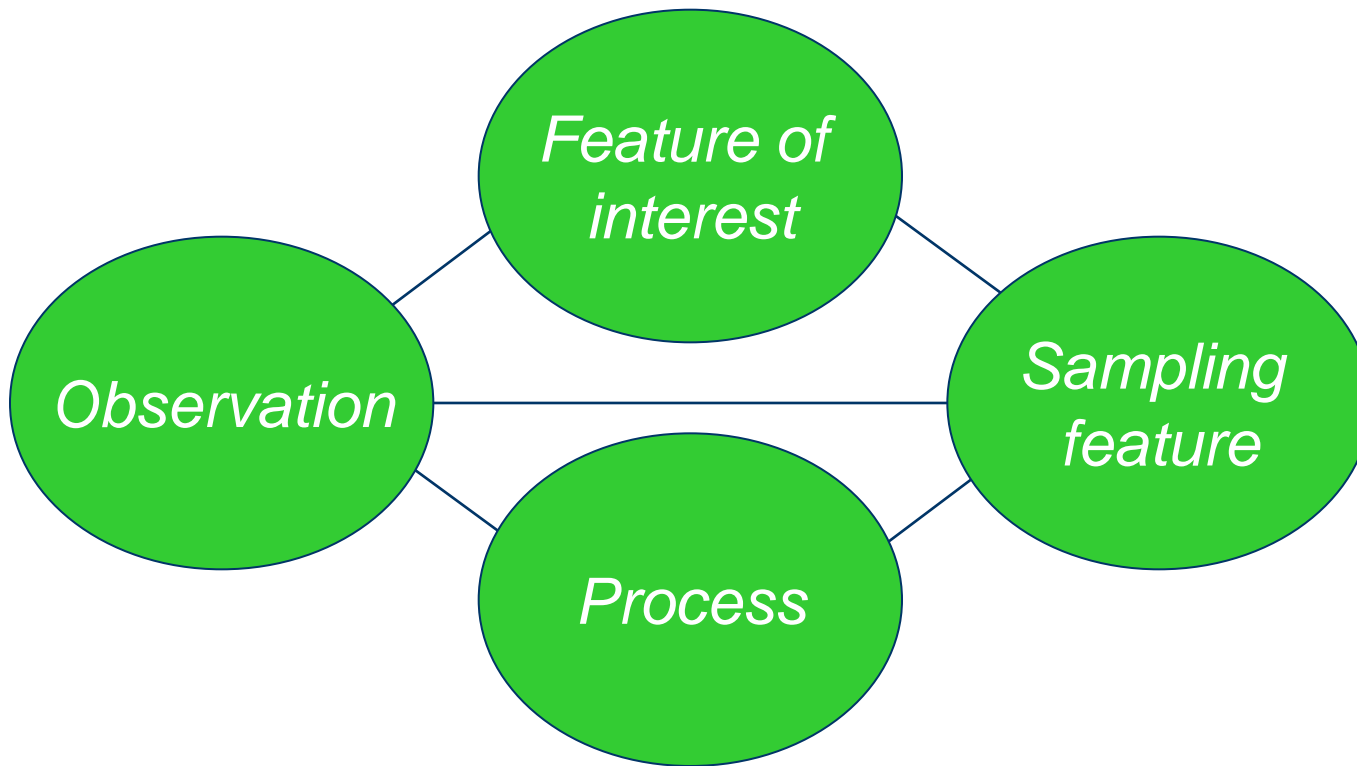 Feature of
interest
Observation
Sampling
feature
Process